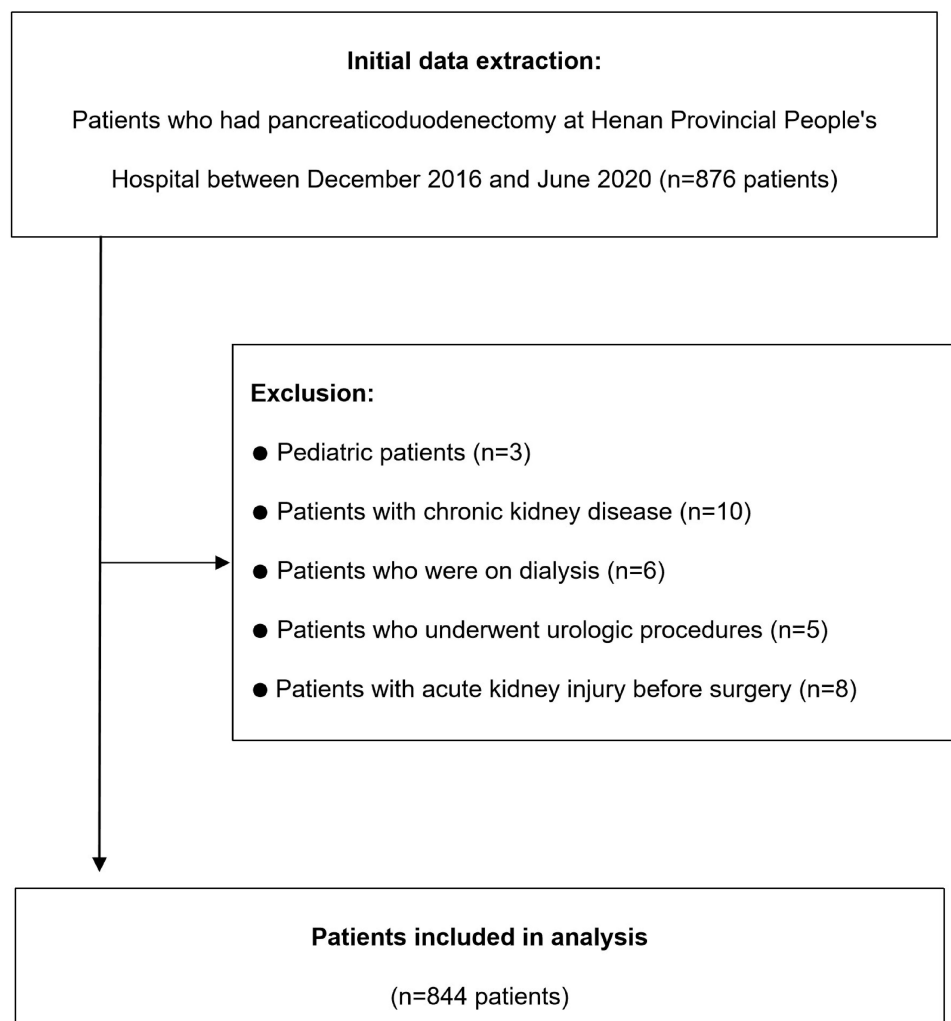 Initial data extraction:
Patients who had pancreaticoduodenectomy at Henan Provincial People's
Hospital between December 2016 and June 2020 (n=876 patients)
Exclusion:
● Pediatric patients (n=3)
● Patients with chronic kidney disease (n=10)
● Patients who were on dialysis (n=6)
● Patients who underwent urologic procedures (n=5)
● Patients with acute kidney injury before surgery (n=8)
Patients included in analysis
(n=844 patients)